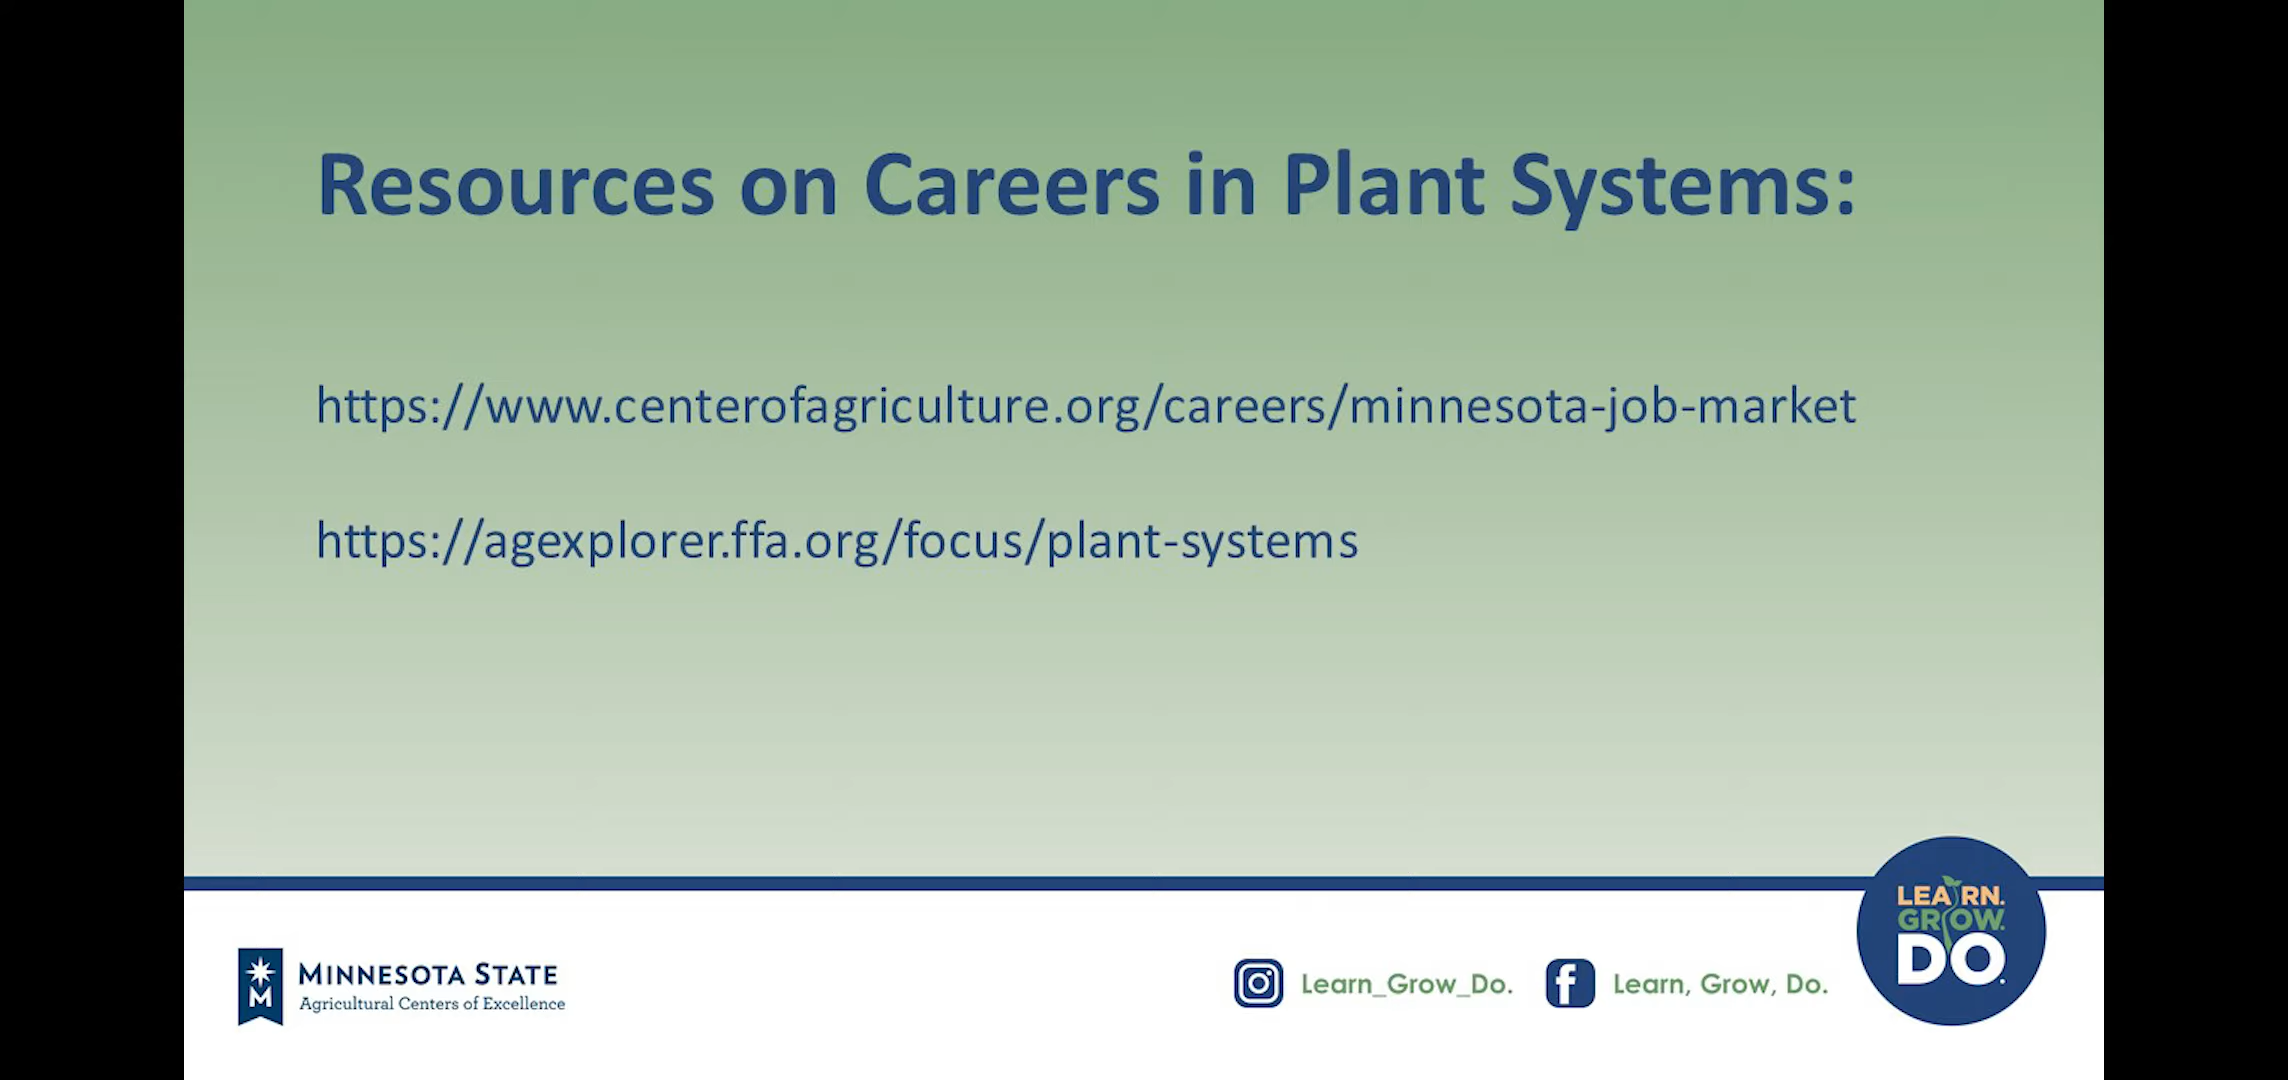 Resources on Careers in Plant Systems:
https://www.centerofagriculture.org/careers/minnesota-job-market
https://agexplorer.ffa.org/focus/plant-systems
M
MINNESOTA STATE
Agricultural Centers of Excellence
Learn_Grow_Do.
Learn, Grow, Do.
LEARN.
GROW.
DO.